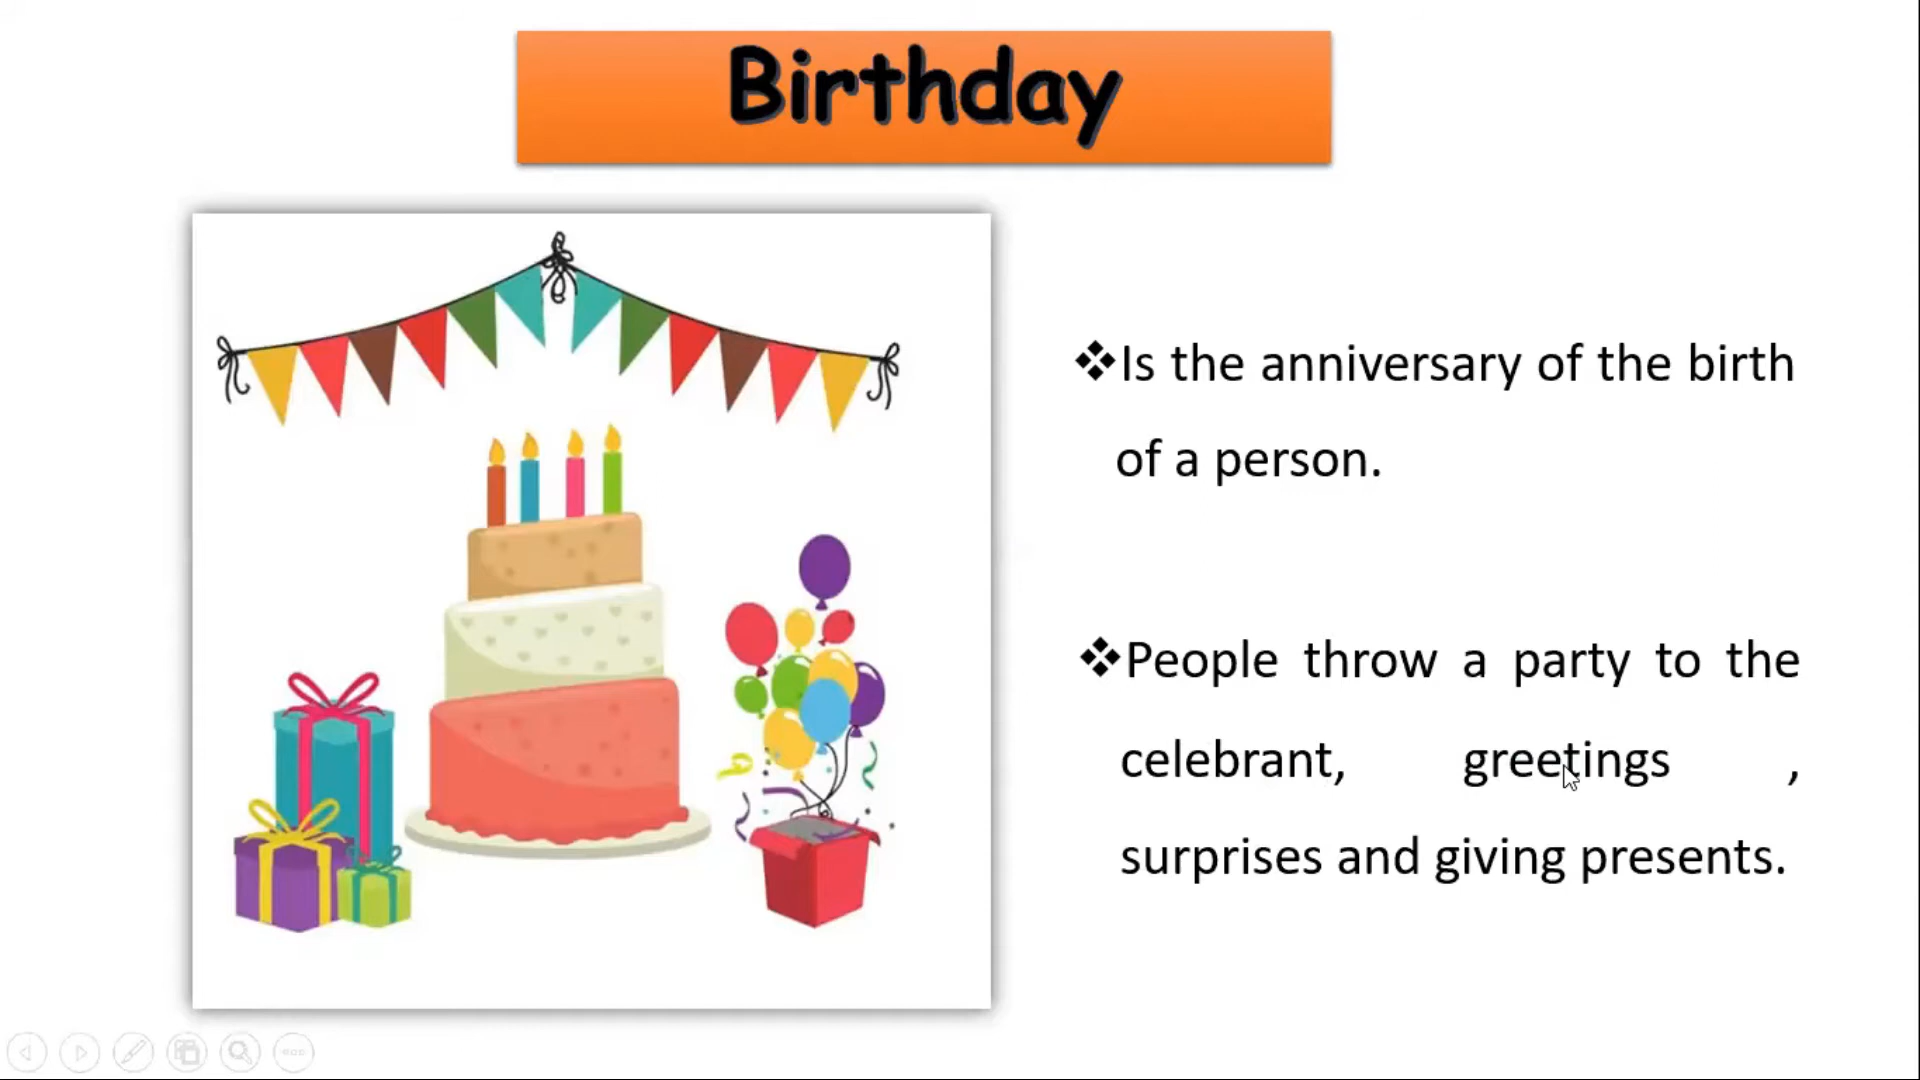 Birthday
❖Is the anniversary of the birth
of a person.
❖People throw a party to the
celebrant, greetings ,
surprises and giving presents.